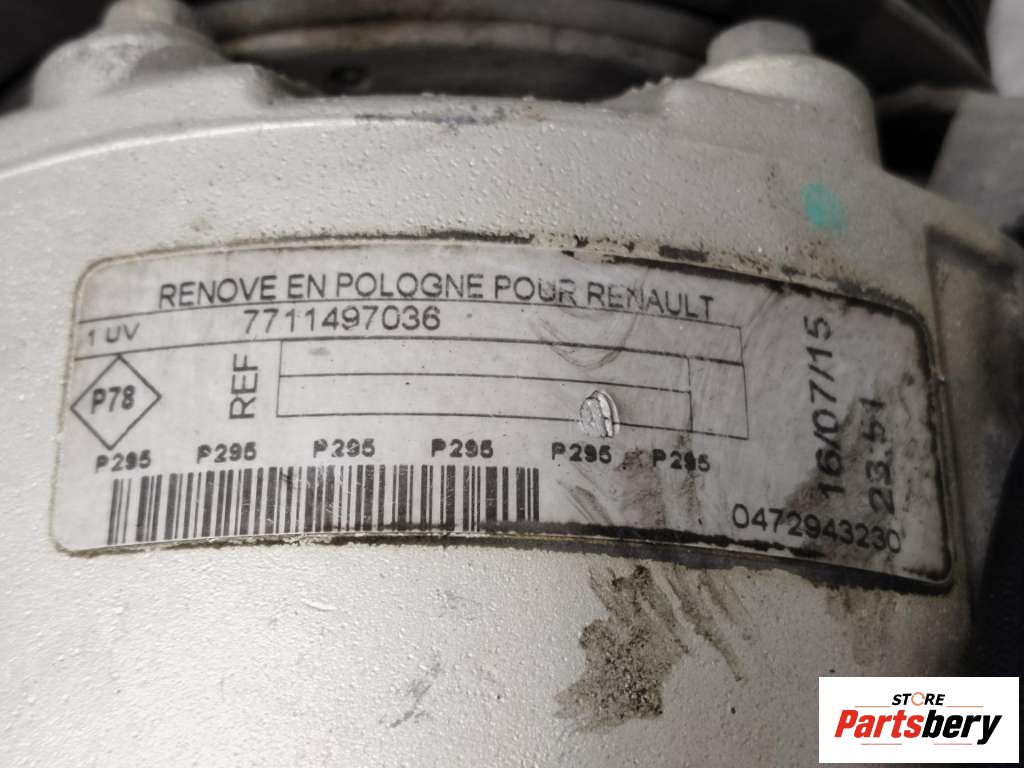 RENOVE EN POLOGNE POUR RENAULT
1 UV 7711497036
P78
REF
P295 P295 P295 P295 P295 P295
16/07/15
23:51
0472943230
STORE
Partsbery